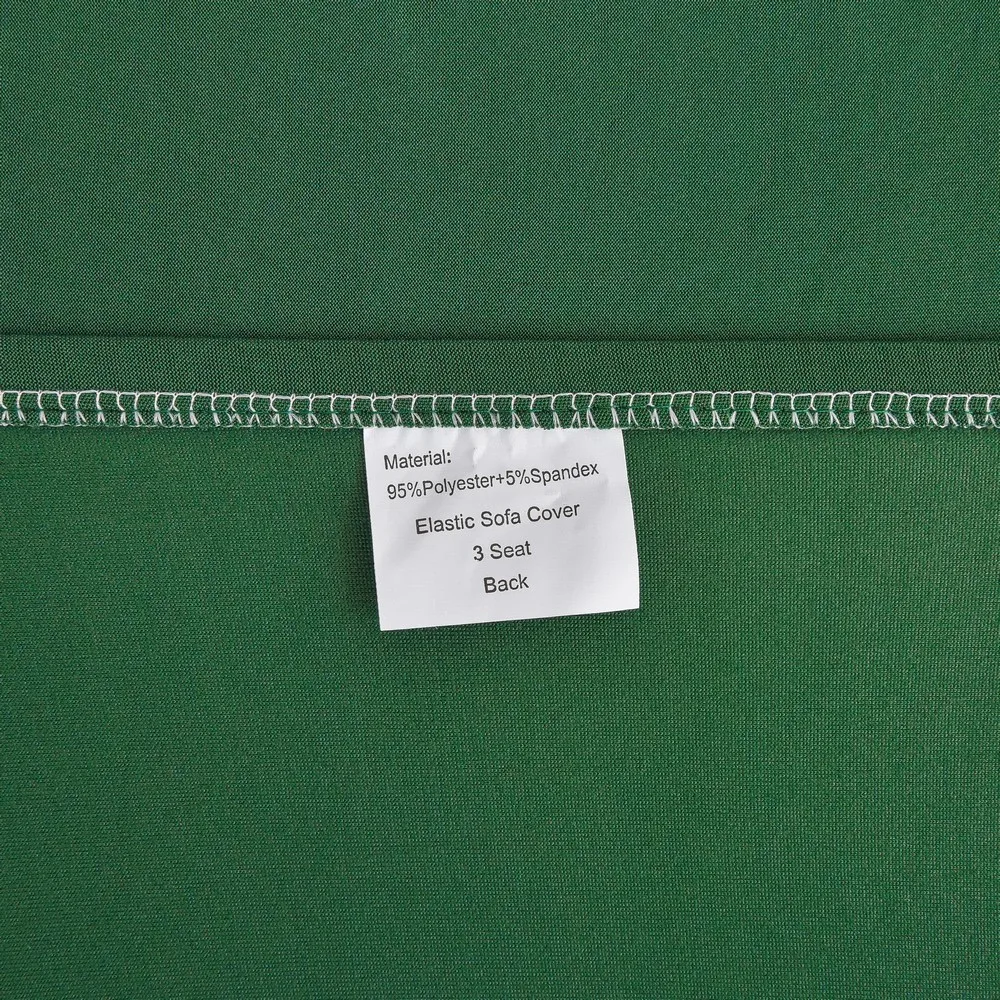 Material:
95%Polyester+5%Spandex
Elastic Sofa Cover
3 Seat
Back